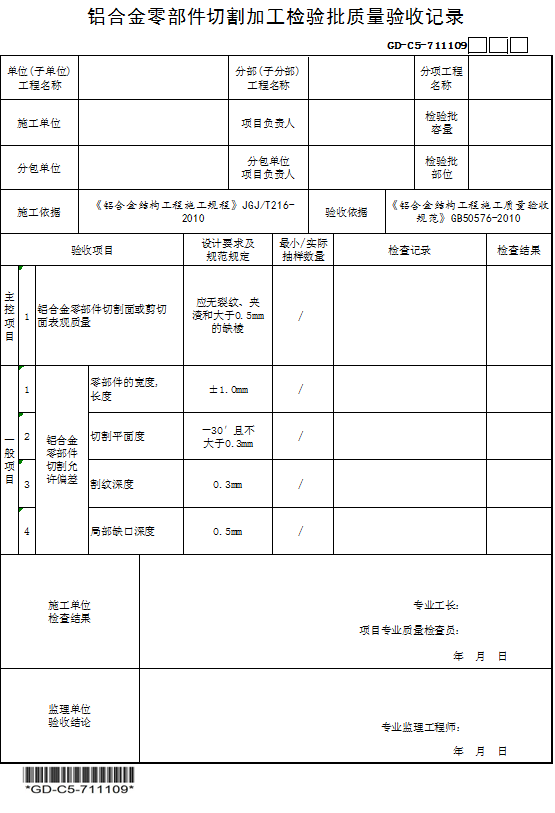 铝合金零部件切割加工检验批质量验收记录
GD-C5-711109
单位(子单位)
工程名称
分部(子分部)
工程名称
分项工程
名称
施工单位
项目负责人
检验批
容量
分包单位
分包单位
项目负责人
检验批
部位
施工依据
《铝合金结构工程施工规程》JGJ/T216-
2010
验收依据
《铝合金结构工程施工质量验收
规范》GB50576-2010
验收项目
设计要求及
规范规定
最小/实际
抽样数量
检查记录
检查结果
主控项目
1
铝合金零部件切割面或剪切
面表观质量
应无裂纹、夹
渣和大于0.5mm
的缺棱
/
一般项目
铝合金
零部件
切割允
许偏差
1
零部件的宽度,
长度
±1.0mm
/
2
切割平面度
—30′且不
大于0.3mm
/
3
割纹深度
0.3mm
/
4
局部缺口深度
0.5mm
/
施工单位
检查结果
专业工长:
项目专业质量检查员:
年 月 日
监理单位
验收结论
专业监理工程师:
年 月 日
*GD-C5-711109*